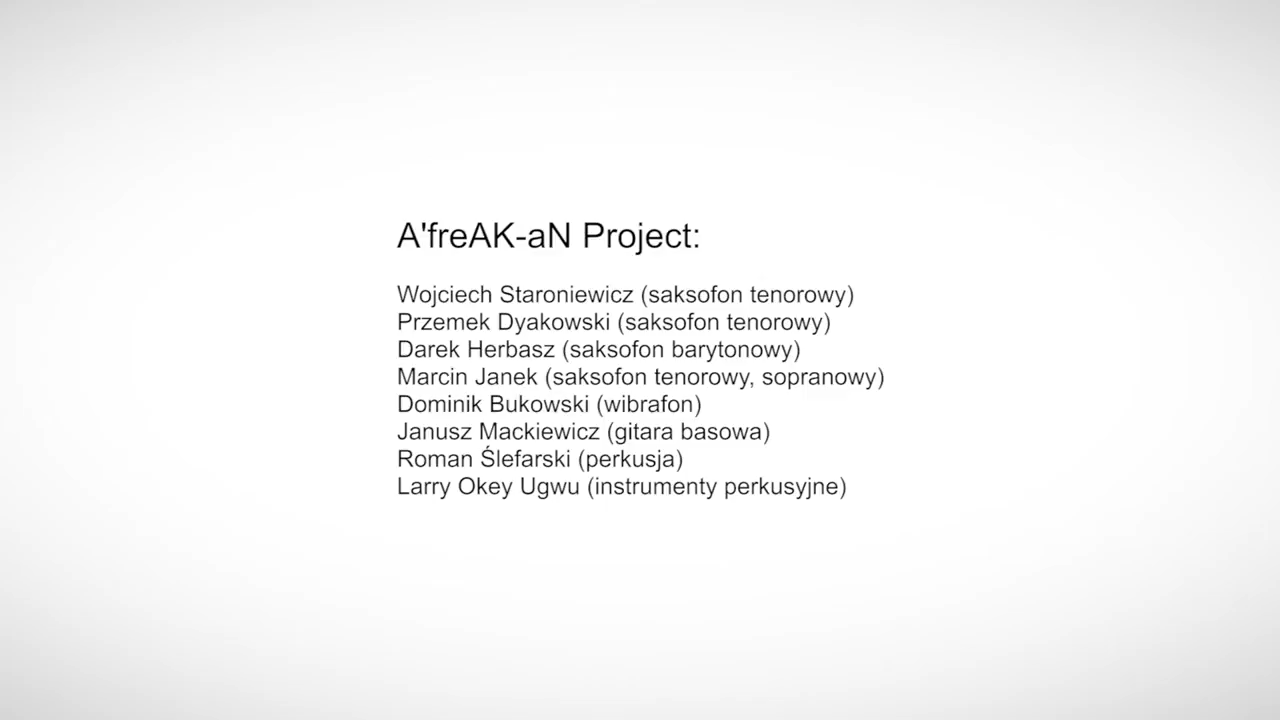 A'freAK-aN Project:
Wojciech Staroniewicz (saksofon tenorowy)
Przemek Dyakowski (saksofon tenorowy)
Darek Herbasz (saksofon barytonowy)
Marcin Janek (saksofon tenorowy, sopranowy)
Dominik Bukowski (wibrafon)
Janusz Mackiewicz (gitara basowa)
Roman Ślefarski (perkusja)
Larry Okey Ugwu (instrumenty perkusyjne)